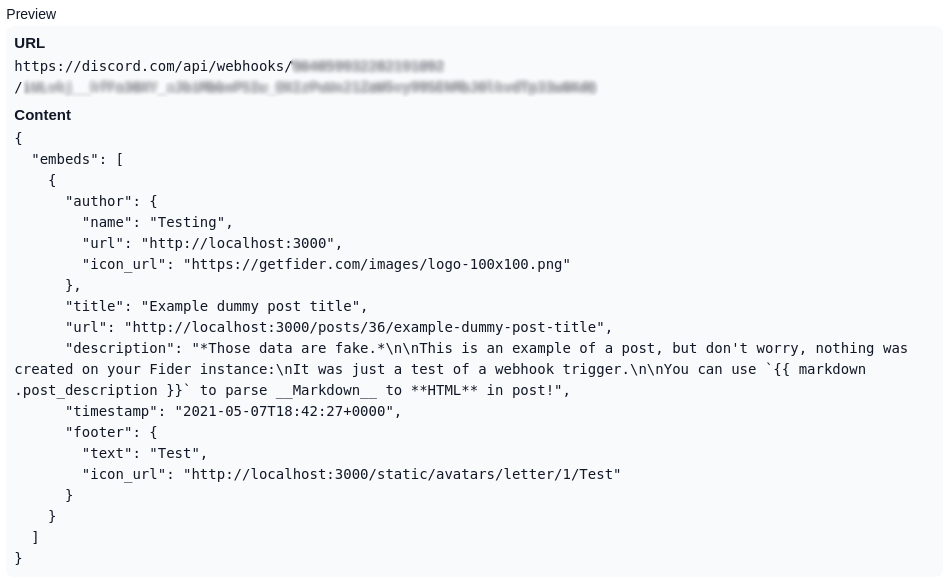 Preview
URL
https://discord.com/api/webhooks/
/
Content
{
  "embeds": [
    {
      "author": {
        "name": "Testing",
        "url": "http://localhost:3000",
        "icon_url": "https://getfider.com/images/logo-100x100.png"
      },
      "title": "Example dummy post title",
      "url": "http://localhost:3000/posts/36/example-dummy-post-title",
      "description": "*Those data are fake.*\n\nThis is an example of a post, but don't worry, nothing was
created on your Fider instance:\nIt was just a test of a webhook trigger.\n\nYou can use `{{ markdown
.post_description }}` to parse __Markdown__ to **HTML** in post!",
      "timestamp": "2021-05-07T18:42:27+0000",
      "footer": {
        "text": "Test",
        "icon_url": "http://localhost:3000/static/avatars/letter/1/Test"
      }
    }
  ]
}